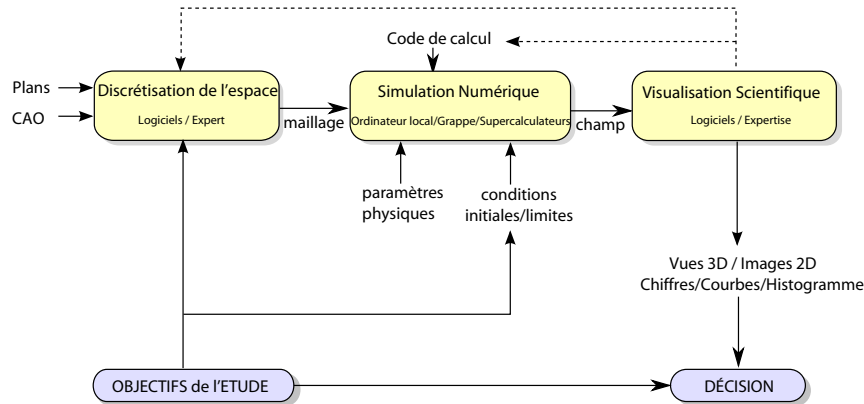 Code de calcul
Plans
CAO
Discrétisation de l'espace
Logiciels / Expert
maillage
Simulation Numérique
Ordinateur local/Grappe/Supercalculateurs
champ
Visualisation Scientifique
Logiciels / Expertise
paramètres
physiques
conditions
initiales/limites
Vues 3D / Images 2D
Chiffres/Courbes/Histogramme
OBJECTIFS de l'ETUDE
DÉCISION